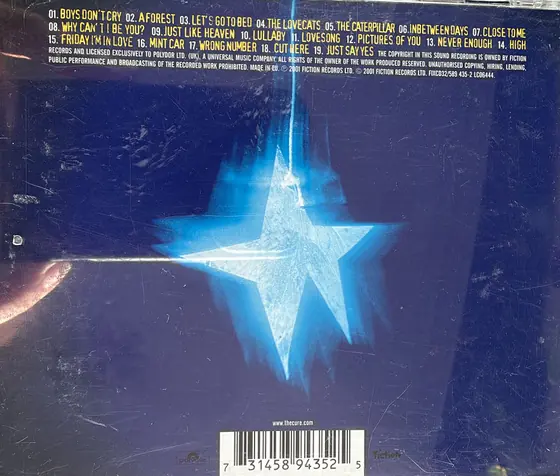 01. BOYS DON'T CRY 02. A FOREST 03. LET'S GO TO BED 04. THE LOVECATS 05. THE CATERPILLAR 06. INBETWEEN DAYS 07. CLOSE TO ME
08. WHY CAN'T I BE YOU? 09. JUST LIKE HEAVEN 10. LULLABY 11. LOVESONG 12. PICTURES OF YOU 13. NEVER ENOUGH 14. HIGH
15. FRIDAY I'M IN LOVE 16. MINT CAR 17. WRONG NUMBER 18. CUT HERE 19. JUST SAY YES THE COPYRIGHT IN THIS SOUND RECORDING IS OWNED BY FICTION
RECORDS AND LICENSED EXCLUSIVELY TO POLYDOR LTD. (UK), A UNIVERSAL MUSIC COMPANY. ALL RIGHTS OF THE OWNER OF THE WORK PRODUCED RESERVED. UNAUTHORISED COPYING, HIRING, LENDING,
PUBLIC PERFORMANCE AND BROADCASTING OF THE RECORDED WORK PROHIBITED. MADE IN EU. ℗ 2001 FICTION RECORDS LTD. © 2001 FICTION RECORDS LTD. FIXCD32/589 435-2 LC06444.
www.thecure.com
7 31458 94352 5